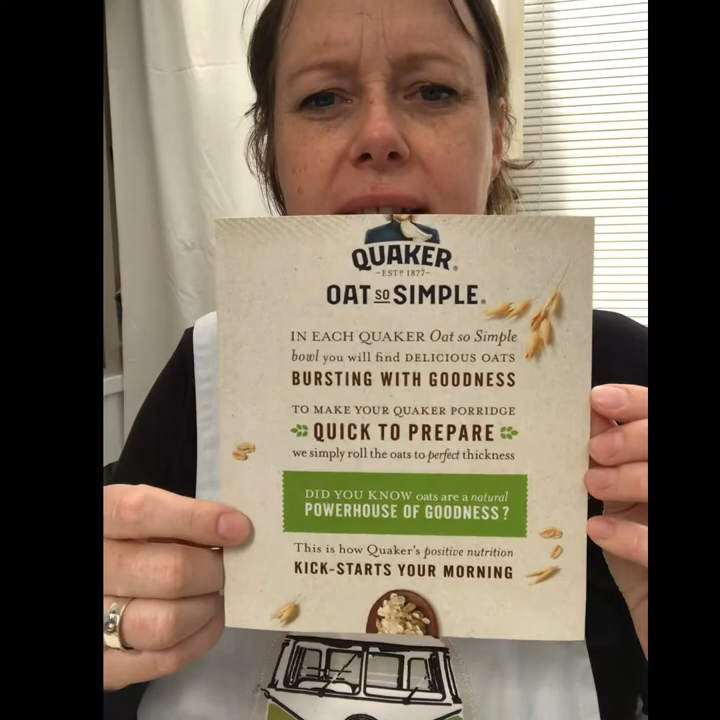 QUAKER®
ESTD 1877
OAT SO SIMPLE®
IN EACH QUAKER Oat so Simple
bowl you will find DELICIOUS OATS
BURSTING WITH GOODNESS
TO MAKE YOUR QUAKER PORRIDGE
QUICK TO PREPARE
we simply roll the oats to perfect thickness
DID YOU KNOW oats are a natural
POWERHOUSE OF GOODNESS?
This is how Quaker's positive nutrition
KICK-STARTS YOUR MORNING